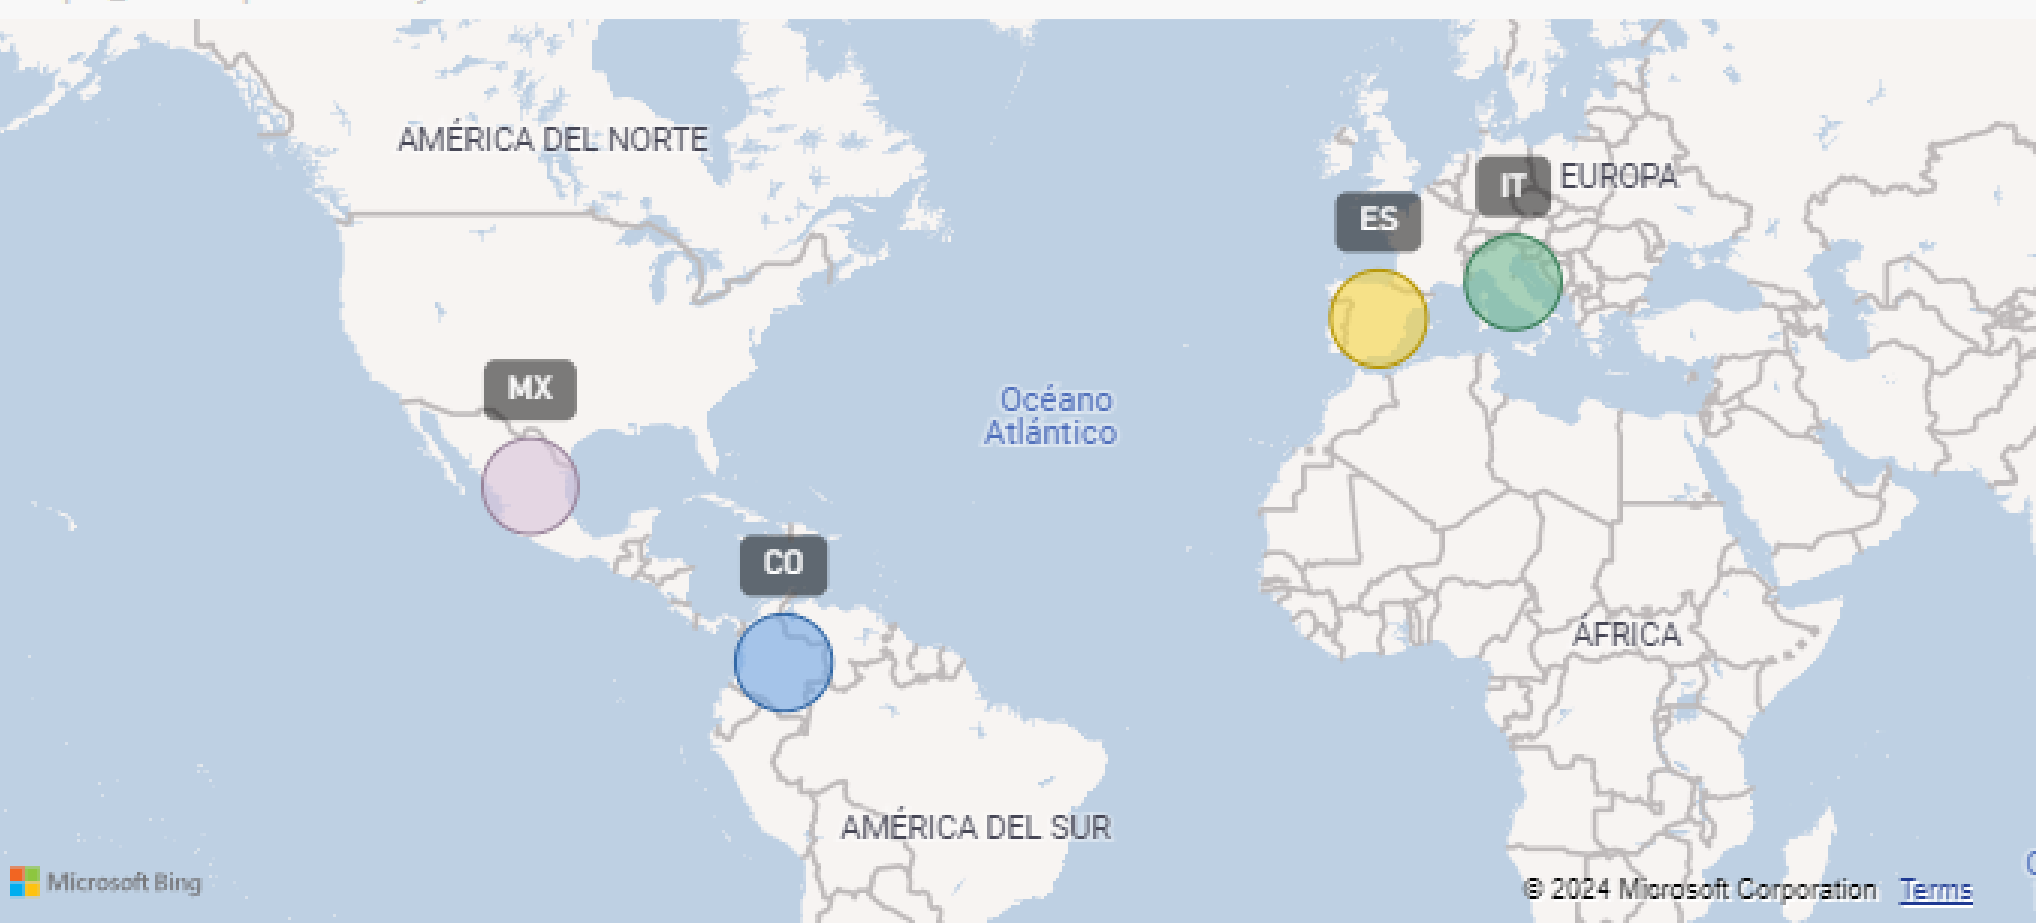 AMÉRICA DEL NORTE
IT
EUROPA
ES
MX
Océano
Atlántico
CO
ÁFRICA
AMÉRICA DEL SUR
Microsoft Bing
© 2024 Microsoft Corporation Terms